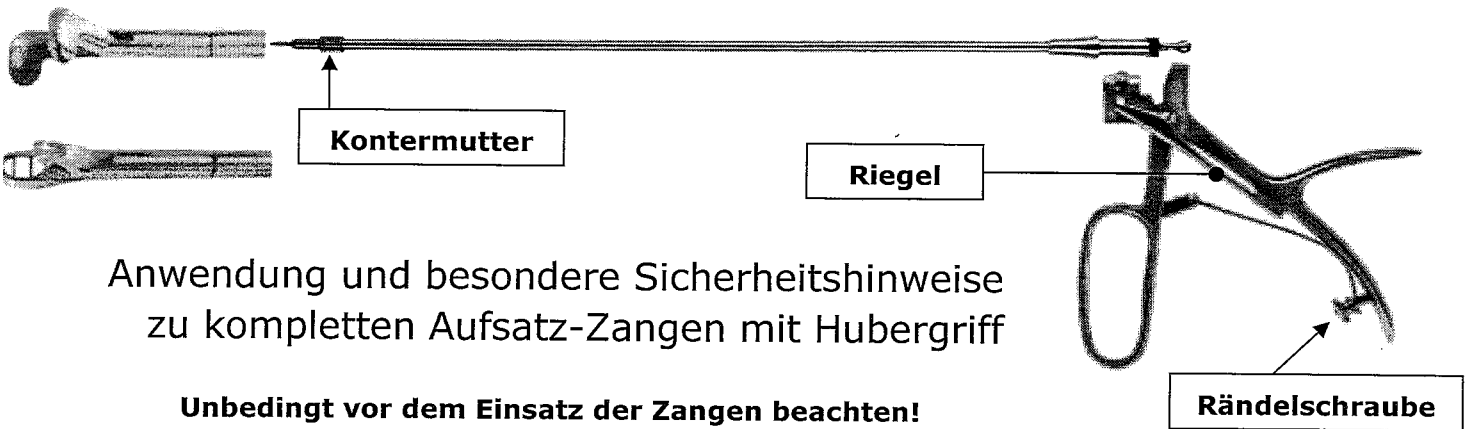 Kontermutter
Riegel
Anwendung und besondere Sicherheitshinweise
zu kompletten Aufsatz-Zangen mit Hubergriff
Unbedingt vor dem Einsatz der Zangen beachten!
Rändelschraube